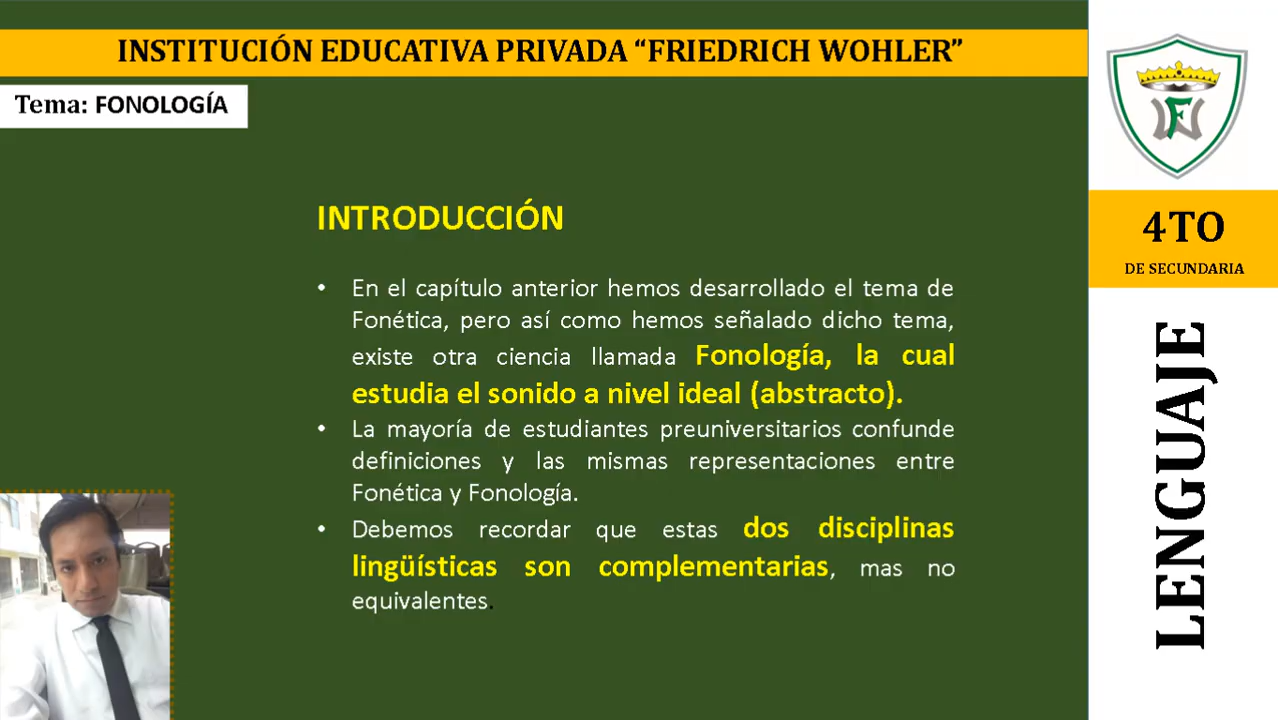 INSTITUCIÓN EDUCATIVA PRIVADA “FRIEDRICH WOHLER”
Tema: FONOLOGÍA
INTRODUCCIÓN
• En el capítulo anterior hemos desarrollado el tema de
Fonética, pero así como hemos señalado dicho tema,
existe otra ciencia llamada Fonología, la cual
estudia el sonido a nivel ideal (abstracto).
• La mayoría de estudiantes preuniversitarios confunde
definiciones y las mismas representaciones entre
Fonética y Fonología.
• Debemos recordar que estas dos disciplinas
lingüísticas son complementarias, mas no
equivalentes.
FW
4TO
DE SECUNDARIA
LENGUAJE